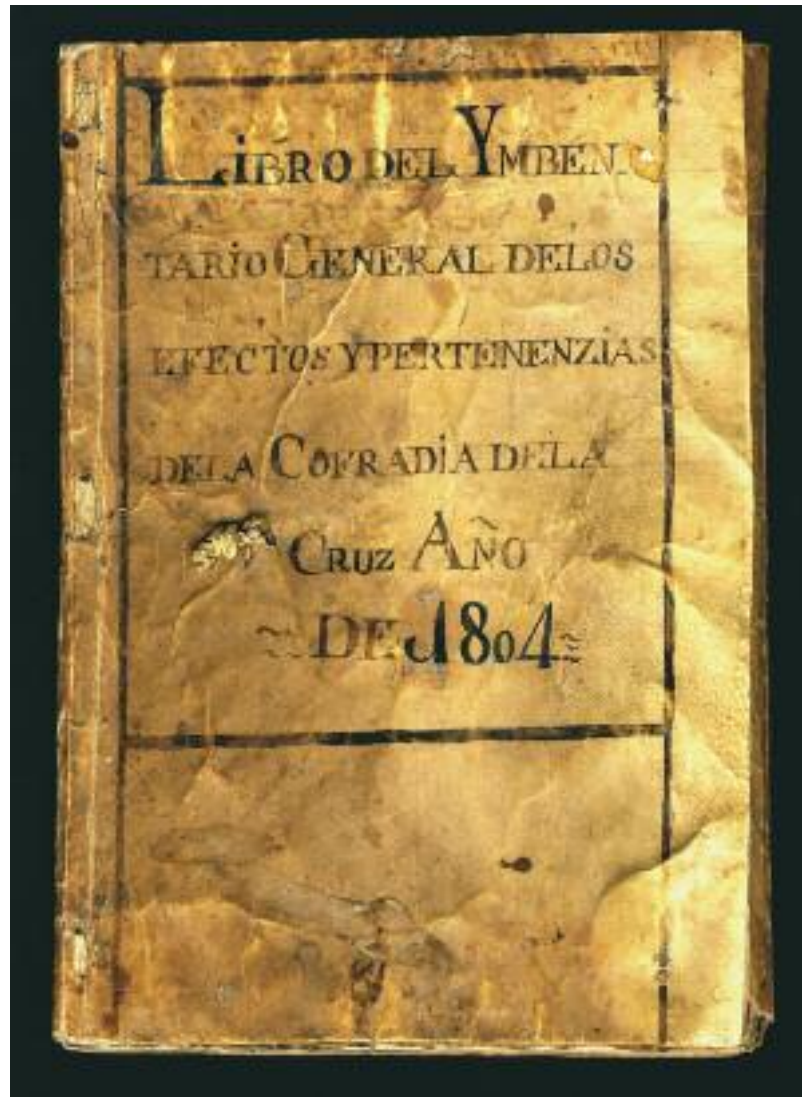 LiBRO DEL YMBEN
TARiO GENERAL DELOS
EFECTOS YPERTENENZiAS
DELA COFRADiA DELA
CRUZ AÑO
≈ DE 1804 ≈